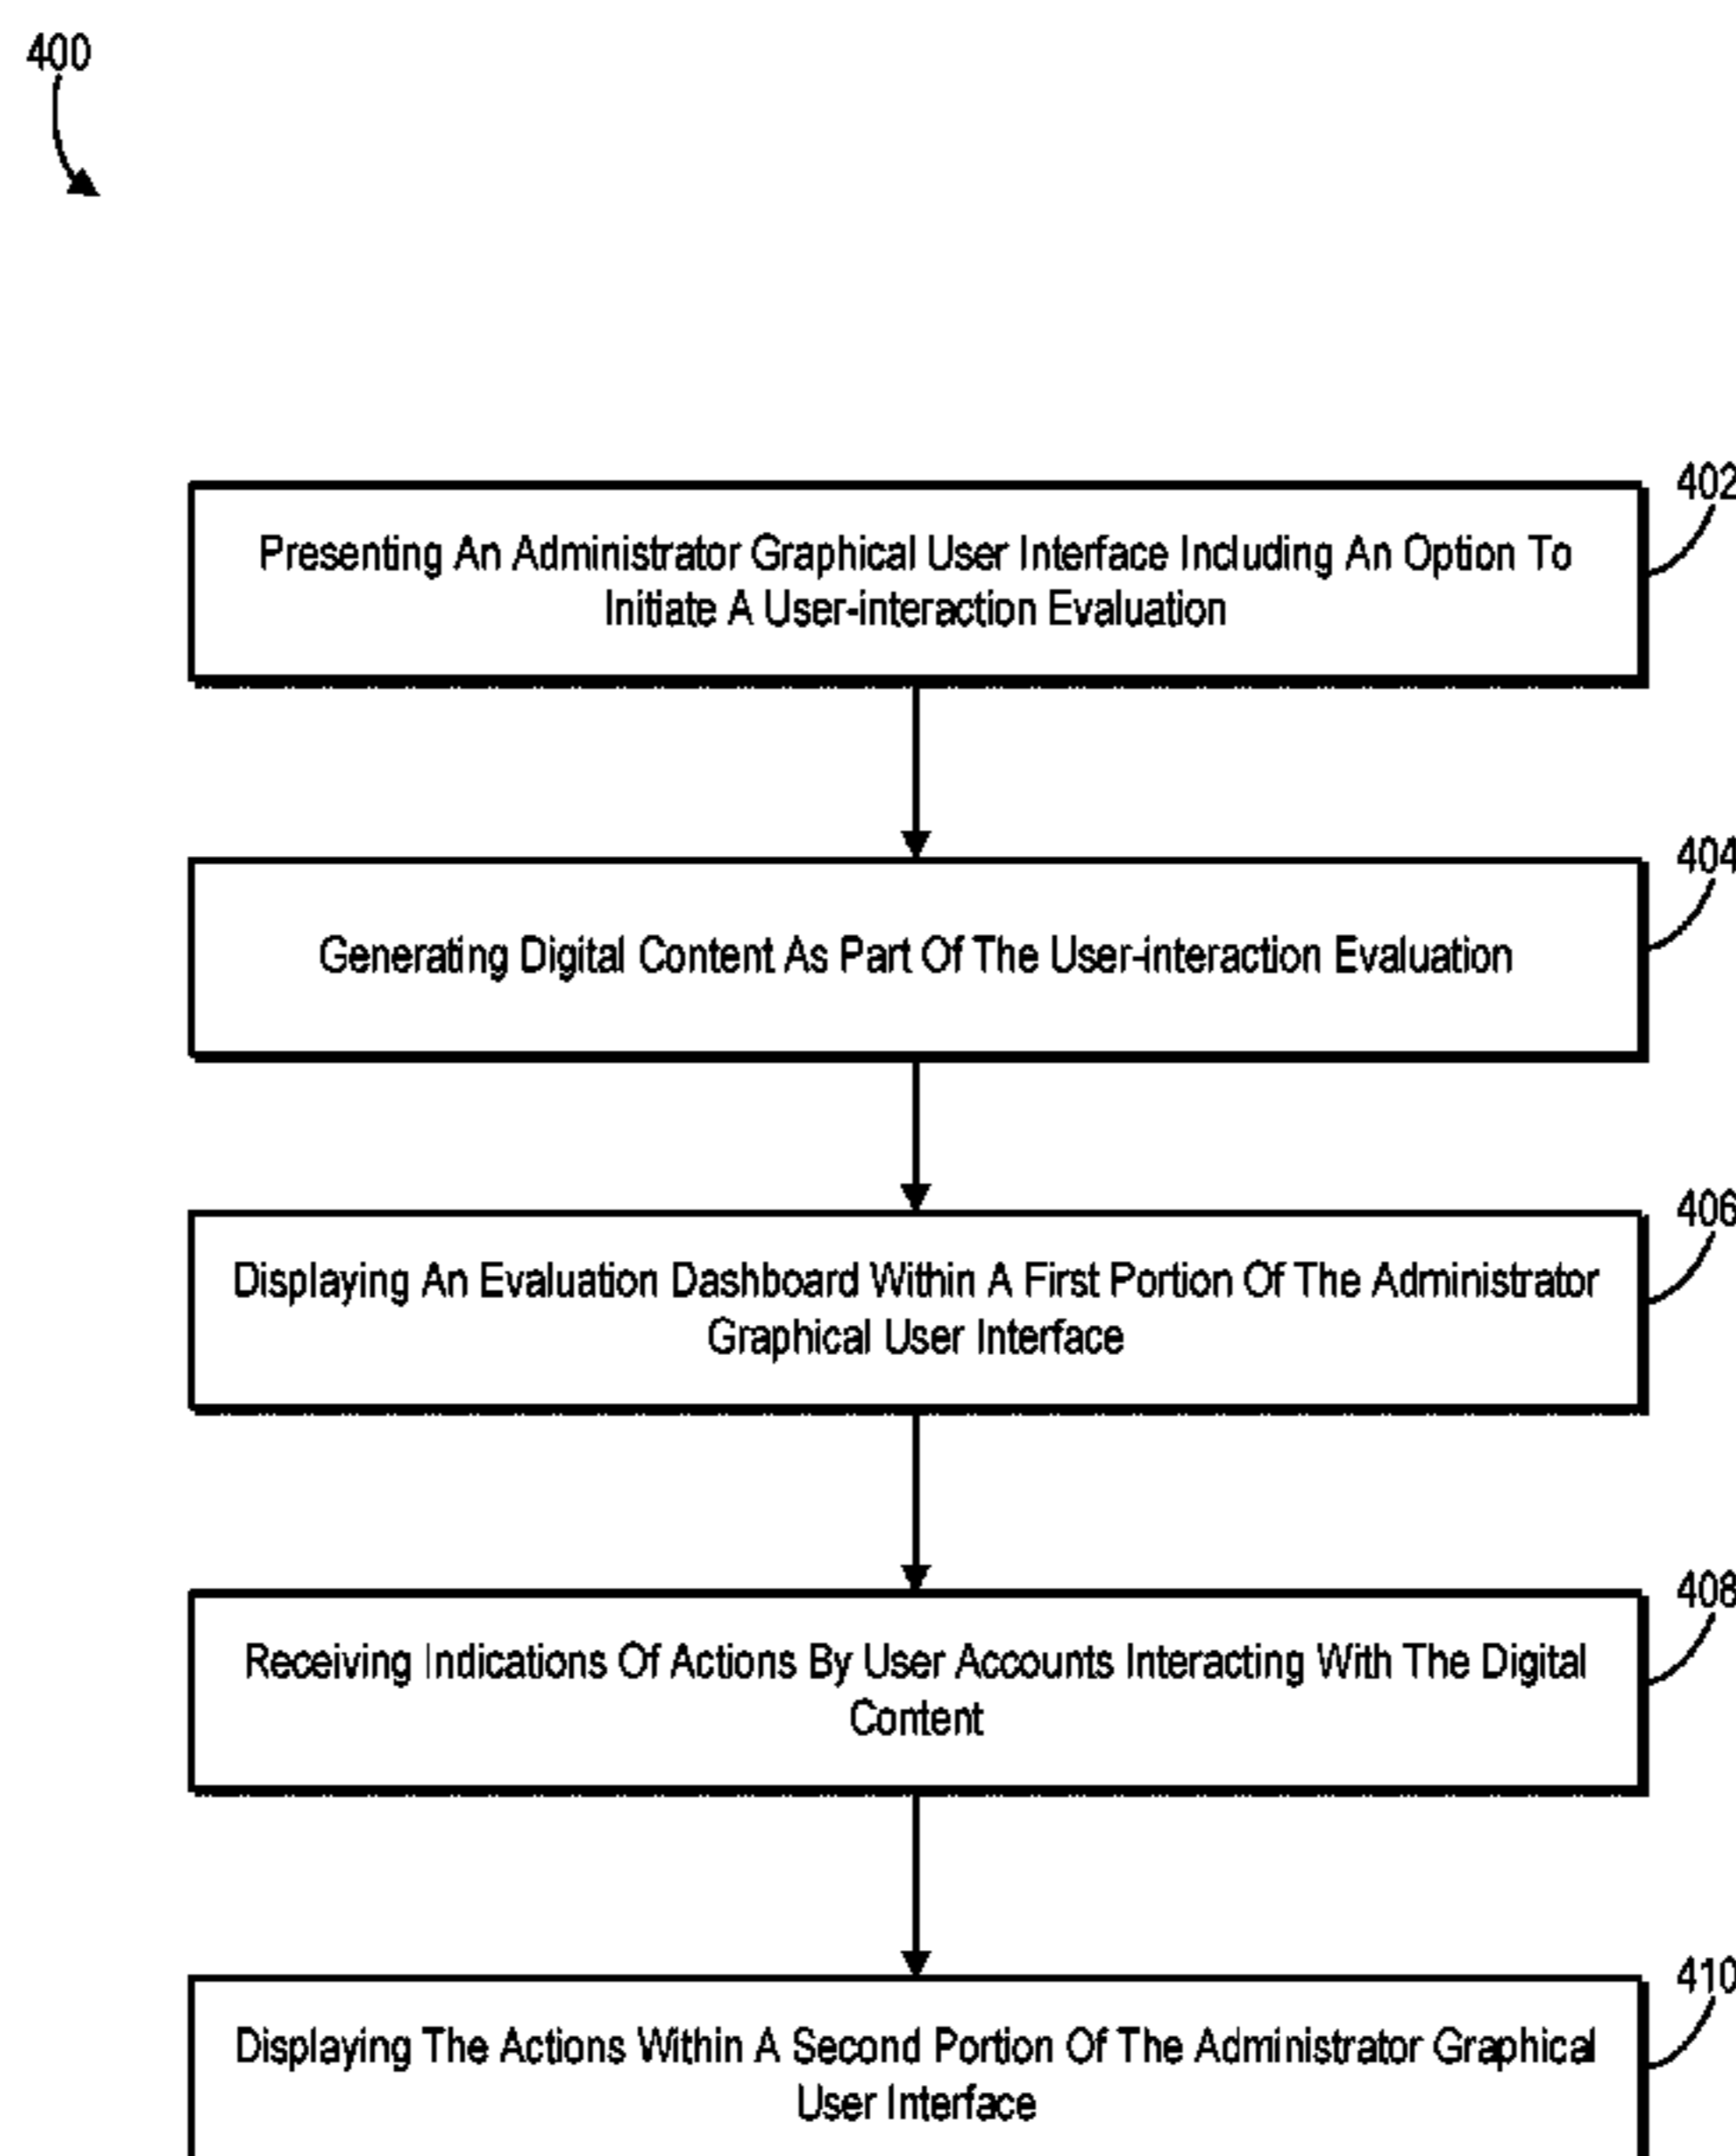 400
402
Presenting An Administrator Graphical User Interface Including An Option To
Initiate A User-interaction Evaluation
404
Generating Digital Content As Part Of The User-interaction Evaluation
406
Displaying An Evaluation Dashboard Within A First Portion Of The Administrator
Graphical User Interface
408
Receiving Indications Of Actions By User Accounts Interacting With The Digital
Content
410
Displaying The Actions Within A Second Portion Of The Administrator Graphical
User Interface